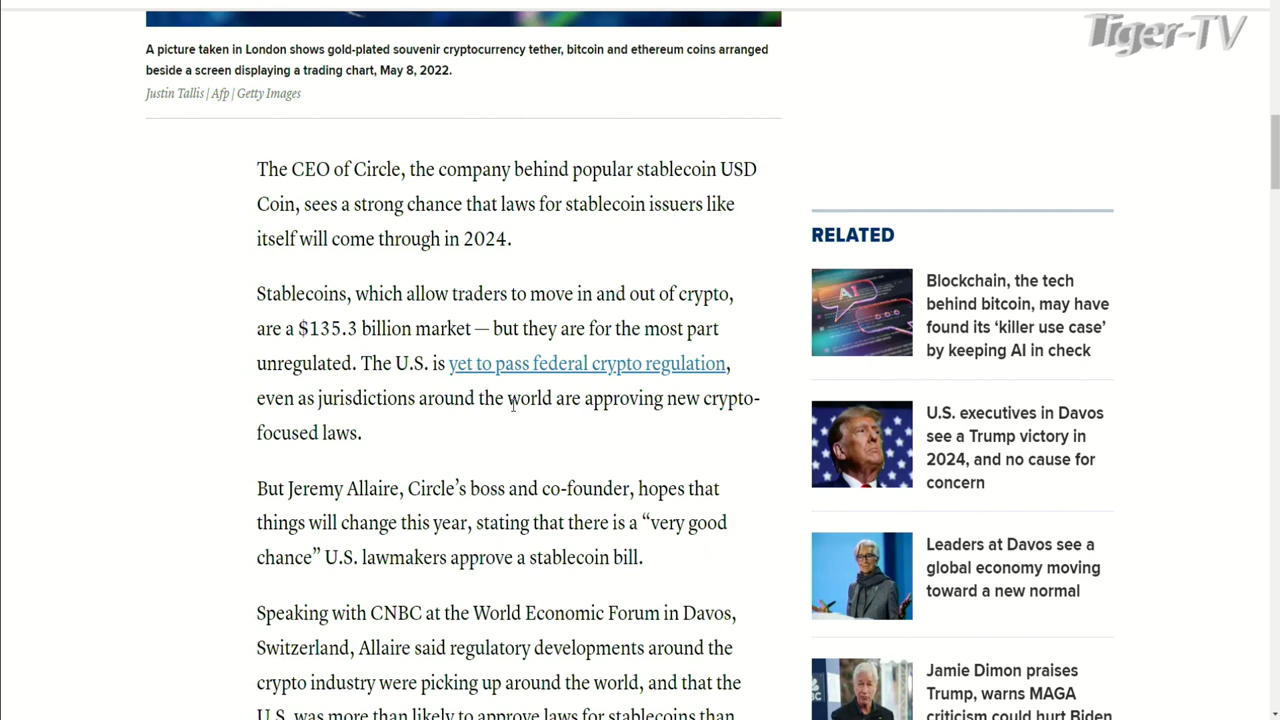 Tiger-TV
A picture taken in London shows gold-plated souvenir cryptocurrency tether, bitcoin and ethereum coins arranged
beside a screen displaying a trading chart, May 8, 2022.
Justin Tallis | Afp | Getty Images
The CEO of Circle, the company behind popular stablecoin USD
Coin, sees a strong chance that laws for stablecoin issuers like
itself will come through in 2024.
Stablecoins, which allow traders to move in and out of crypto,
are a $135.3 billion market — but they are for the most part
unregulated. The U.S. is yet to pass federal crypto regulation,
even as jurisdictions around the world are approving new crypto-
focused laws.
But Jeremy Allaire, Circle’s boss and co-founder, hopes that
things will change this year, stating that there is a “very good
chance” U.S. lawmakers approve a stablecoin bill.
Speaking with CNBC at the World Economic Forum in Davos,
Switzerland, Allaire said regulatory developments around the
crypto industry were picking up around the world, and that the
U.S. was more than likely to approve laws for stablecoins than
RELATED
AI
Blockchain, the tech
behind bitcoin, may have
found its ‘killer use case’
by keeping AI in check
U.S. executives in Davos
see a Trump victory in
2024, and no cause for
concern
Leaders at Davos see a
global economy moving
toward a new normal
Jamie Dimon praises
Trump, warns MAGA
criticism could hurt Biden